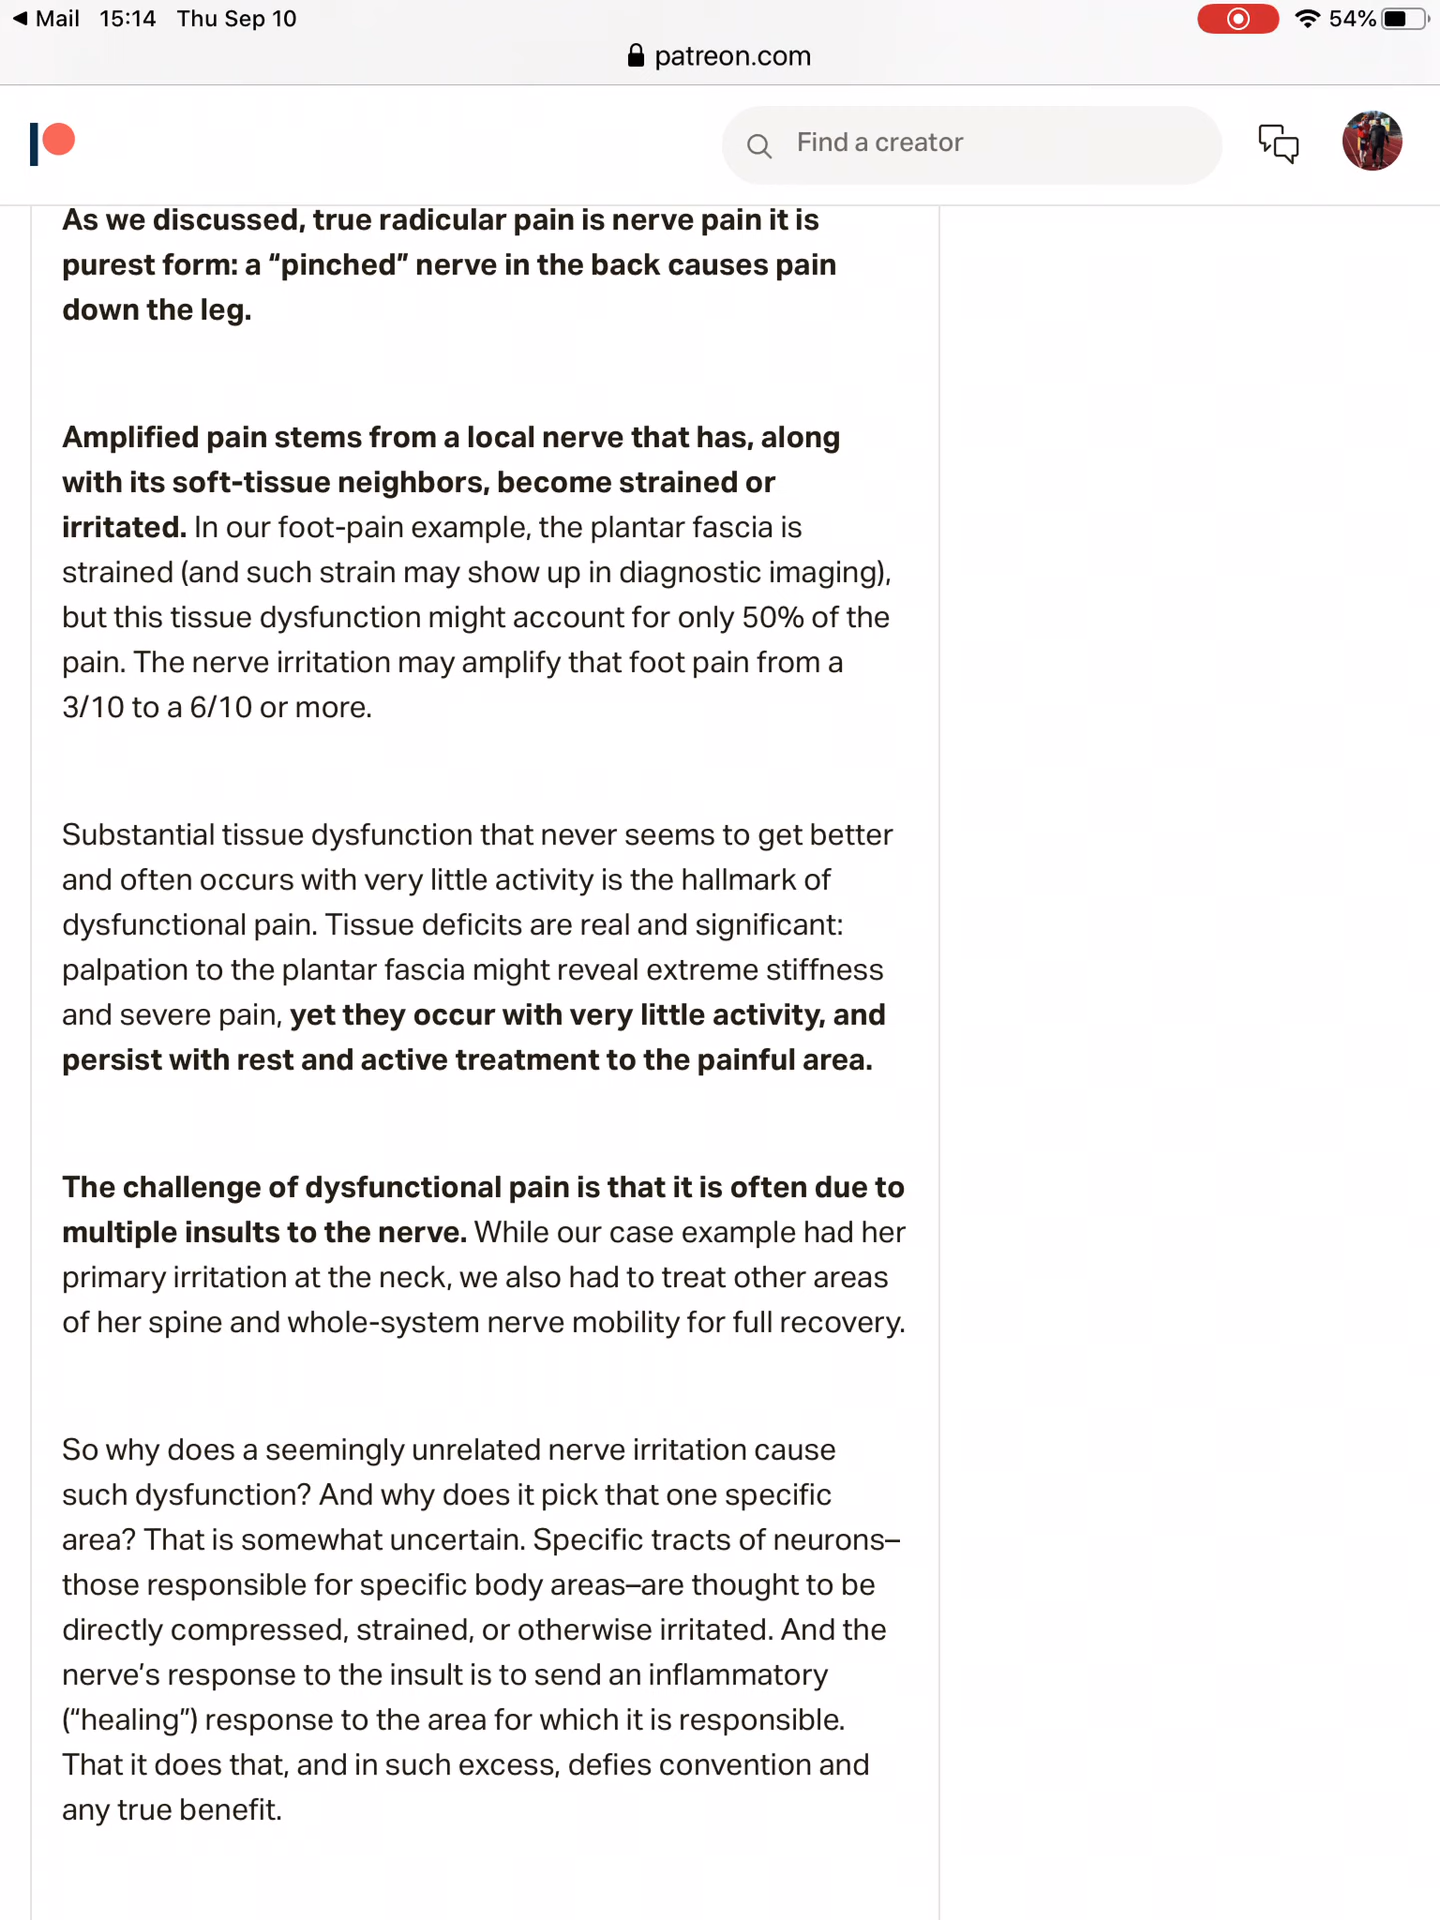 Mail 15:14 Thu Sep 10 54%
patreon.com
Find a creator
As we discussed, true radicular pain is nerve pain it is
purest form: a “pinched” nerve in the back causes pain
down the leg.
Amplified pain stems from a local nerve that has, along
with its soft-tissue neighbors, become strained or
irritated. In our foot-pain example, the plantar fascia is
strained (and such strain may show up in diagnostic imaging),
but this tissue dysfunction might account for only 50% of the
pain. The nerve irritation may amplify that foot pain from a
3/10 to a 6/10 or more.
Substantial tissue dysfunction that never seems to get better
and often occurs with very little activity is the hallmark of
dysfunctional pain. Tissue deficits are real and significant:
palpation to the plantar fascia might reveal extreme stiffness
and severe pain, yet they occur with very little activity, and
persist with rest and active treatment to the painful area.
The challenge of dysfunctional pain is that it is often due to
multiple insults to the nerve. While our case example had her
primary irritation at the neck, we also had to treat other areas
of her spine and whole-system nerve mobility for full recovery.
So why does a seemingly unrelated nerve irritation cause
such dysfunction? And why does it pick that one specific
area? That is somewhat uncertain. Specific tracts of neurons–
those responsible for specific body areas–are thought to be
directly compressed, strained, or otherwise irritated. And the
nerve’s response to the insult is to send an inflammatory
(“healing”) response to the area for which it is responsible.
That it does that, and in such excess, defies convention and
any true benefit.